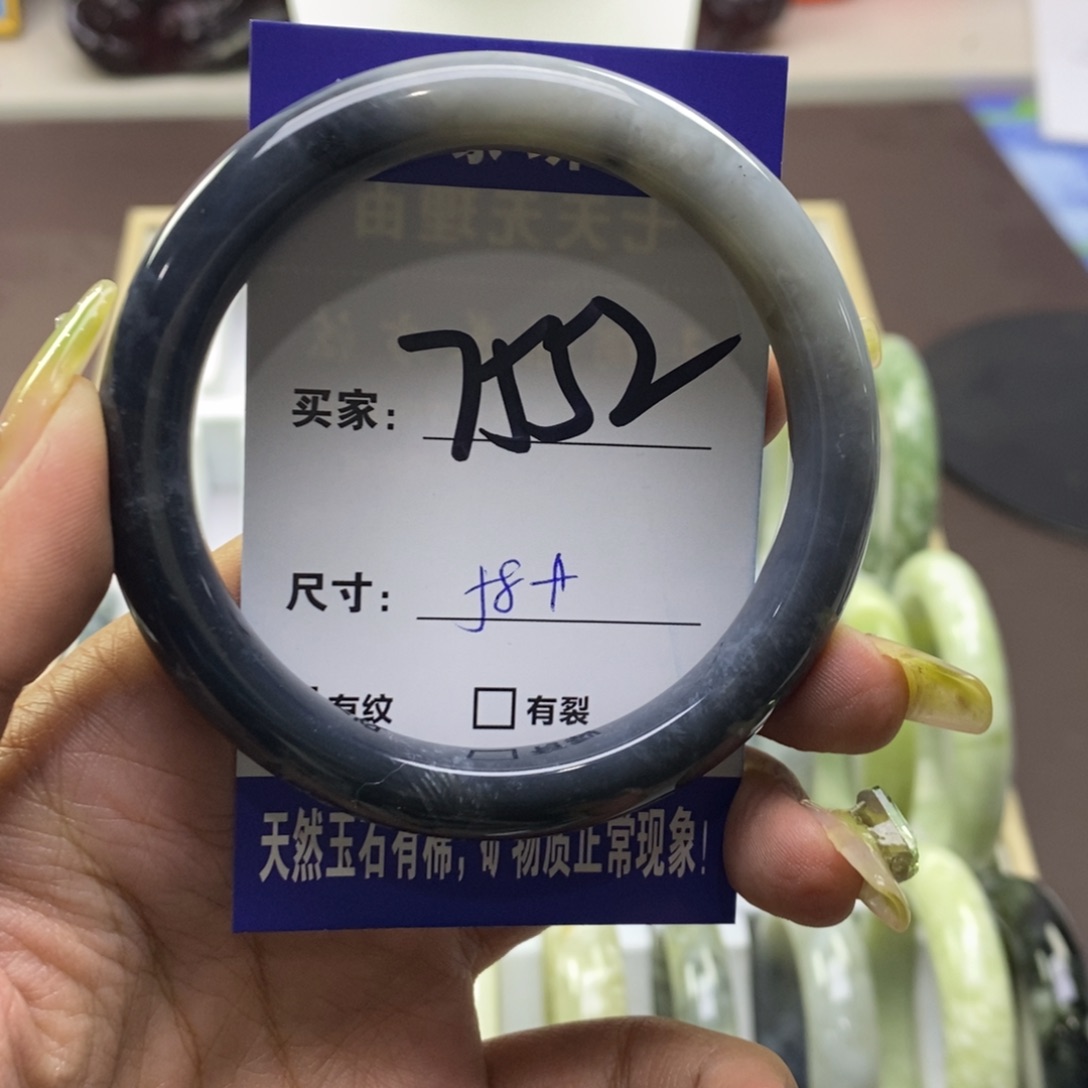 七天无理由
买家: 752
尺寸: 58+
有纹 有裂
天然玉石有棉,矿物质正常现象!